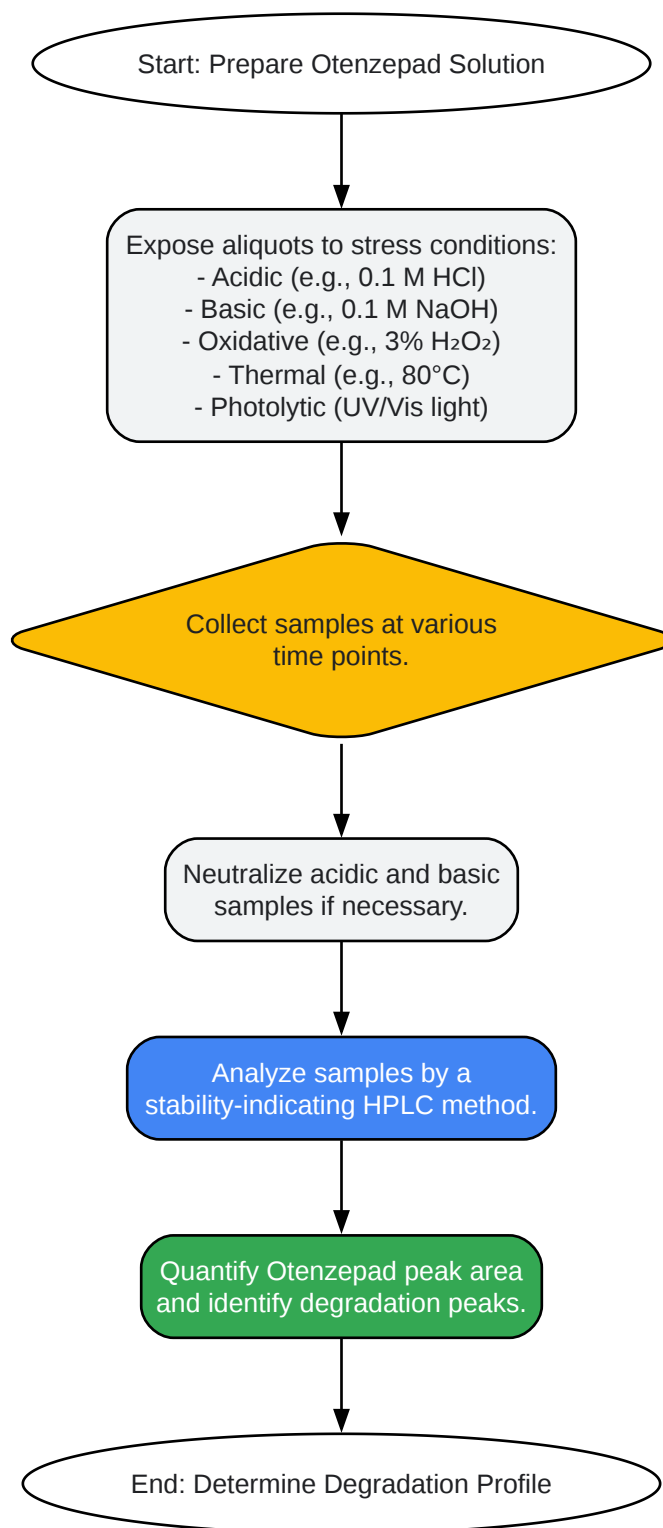 Start: Prepare Otenzepad Solution
Expose aliquots to stress conditions:
- Acidic (e.g., 0.1 M HCl)
- Basic (e.g., 0.1 M NaOH)
- Oxidative (e.g., 3% H₂O₂)
- Thermal (e.g., 80°C)
- Photolytic (UV/Vis light)
Collect samples at various
time points.
Neutralize acidic and basic
samples if necessary.
Analyze samples by a
stability-indicating HPLC method.
Quantify Otenzepad peak area
and identify degradation peaks.
End: Determine Degradation Profile